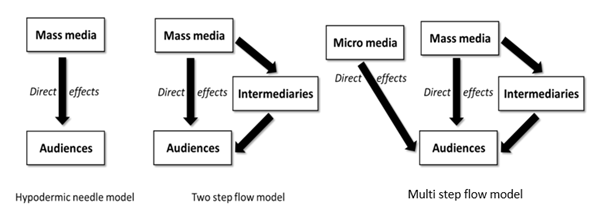 Mass media
Direct effects
Audiences
Hypodermic needle model
Mass media
Direct effects
Intermediaries
Audiences
Two step flow model
Micro media
Mass media
Direct effects
Direct effects
Intermediaries
Audiences
Multi step flow model